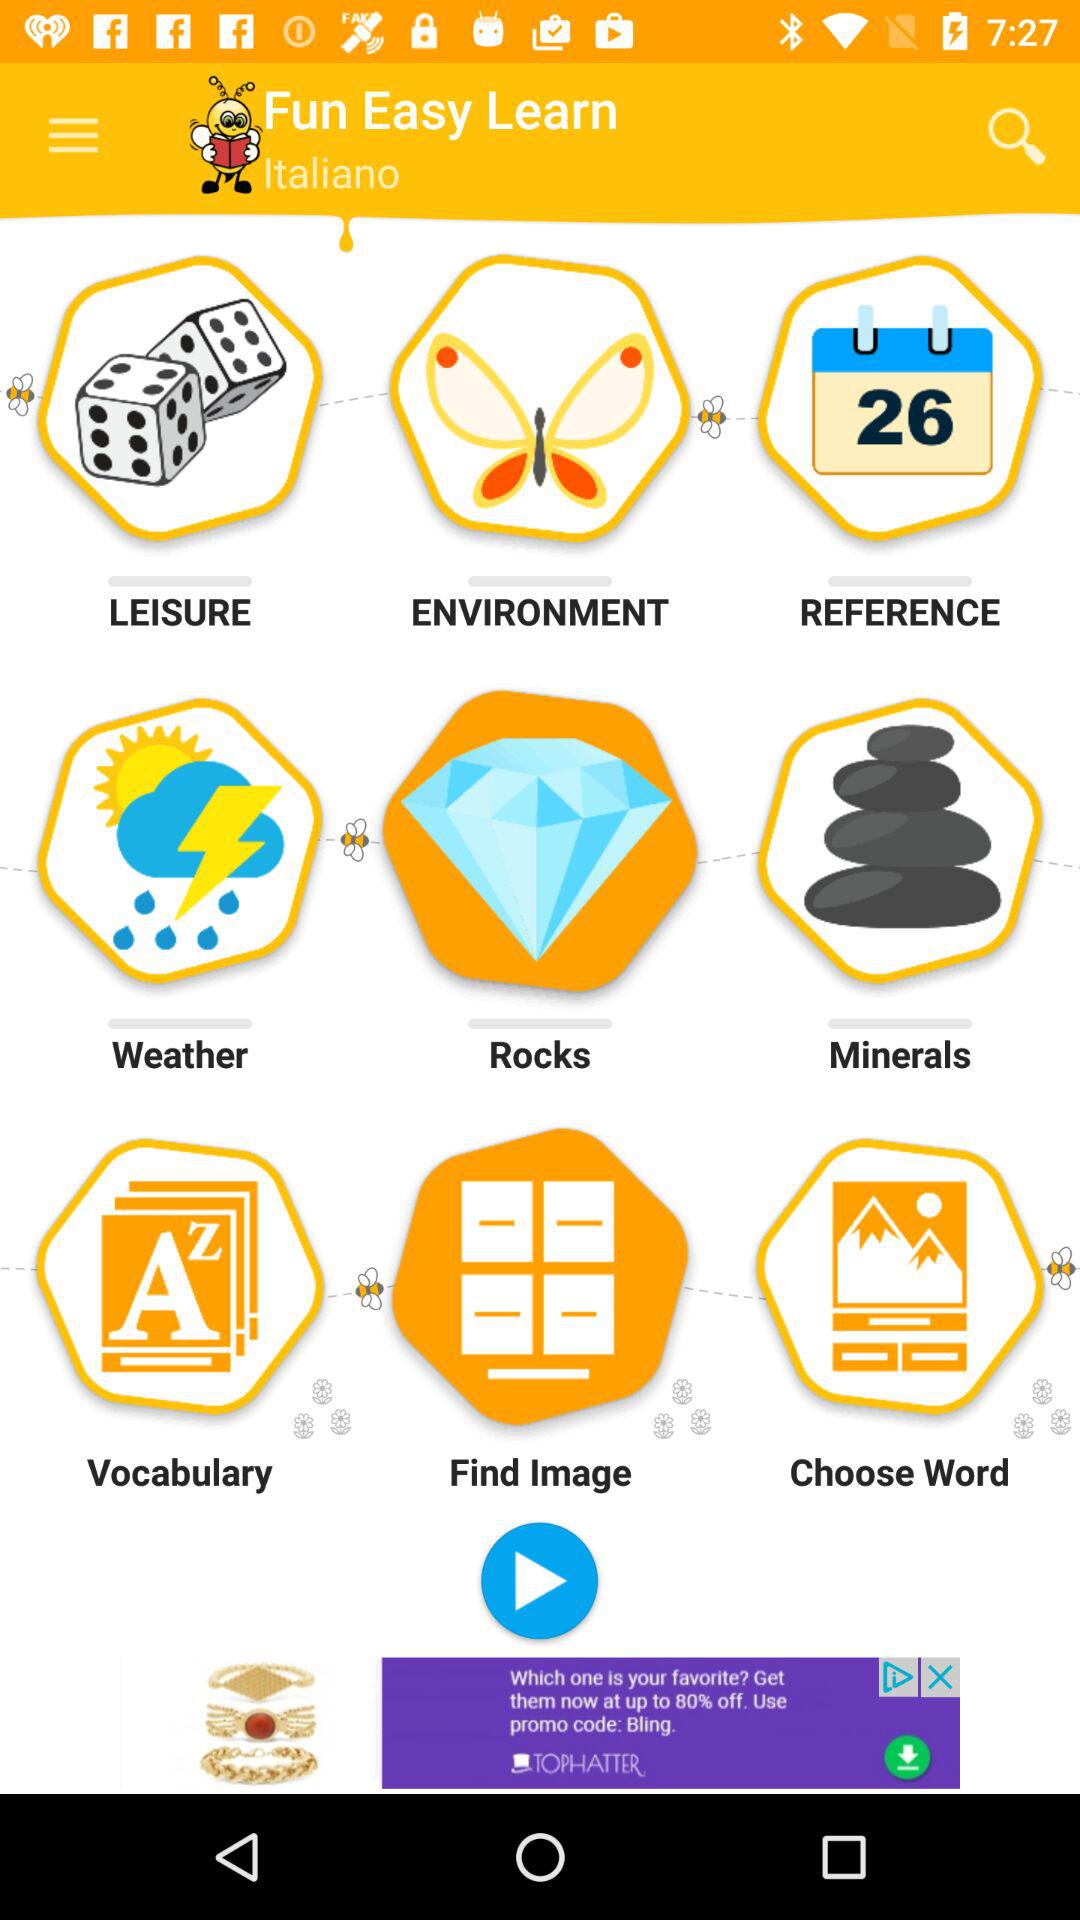 FAKE
7:27
Fun Easy Learn
Italiano
26
LEISURE
ENVIRONMENT
REFERENCE
Weather
Rocks
Minerals
A
Z
Vocabulary
Find Image
Choose Word
Which one is your favorite? Get
them now at up to 80% off. Use
promo code: Bling.
TOPHATTER